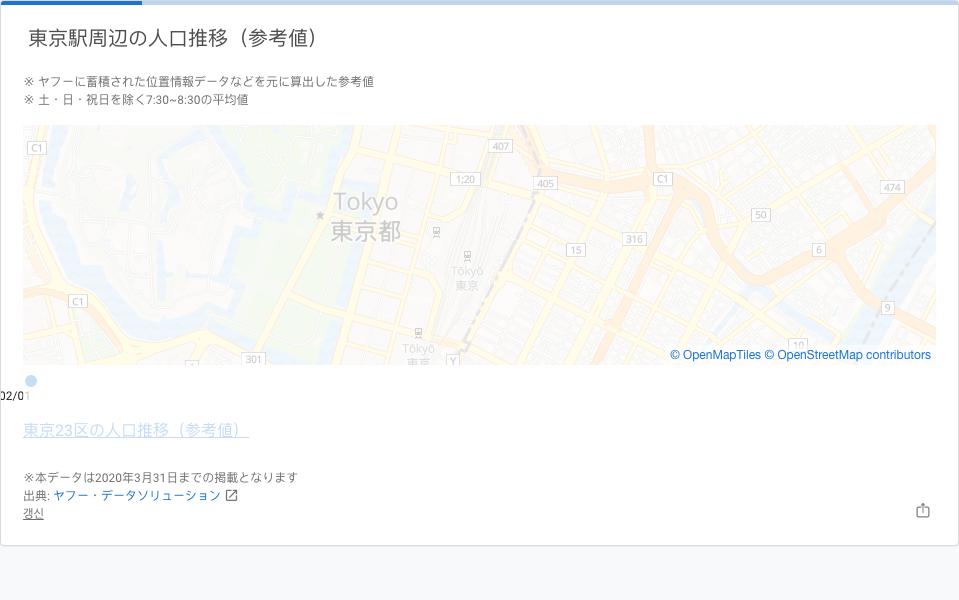 東京駅周辺の人口推移（参考値）
※ ヤフーに蓄積された位置情報データなどを元に算出した参考値
※ 土・日・祝日を除く7:30~8:30の平均値
C1
407
1;20
405
C1
474
Tokyo
東京都
50
316
15
6
Tōkyō
東京
C1
9
10
301
Tōkyō
東京
Y
© OpenMapTiles © OpenStreetMap contributors
02/01
東京23区の人口推移（参考値）
※本データは2020年3月31日までの掲載となります
出典: ヤフー・データソリューション
갱신